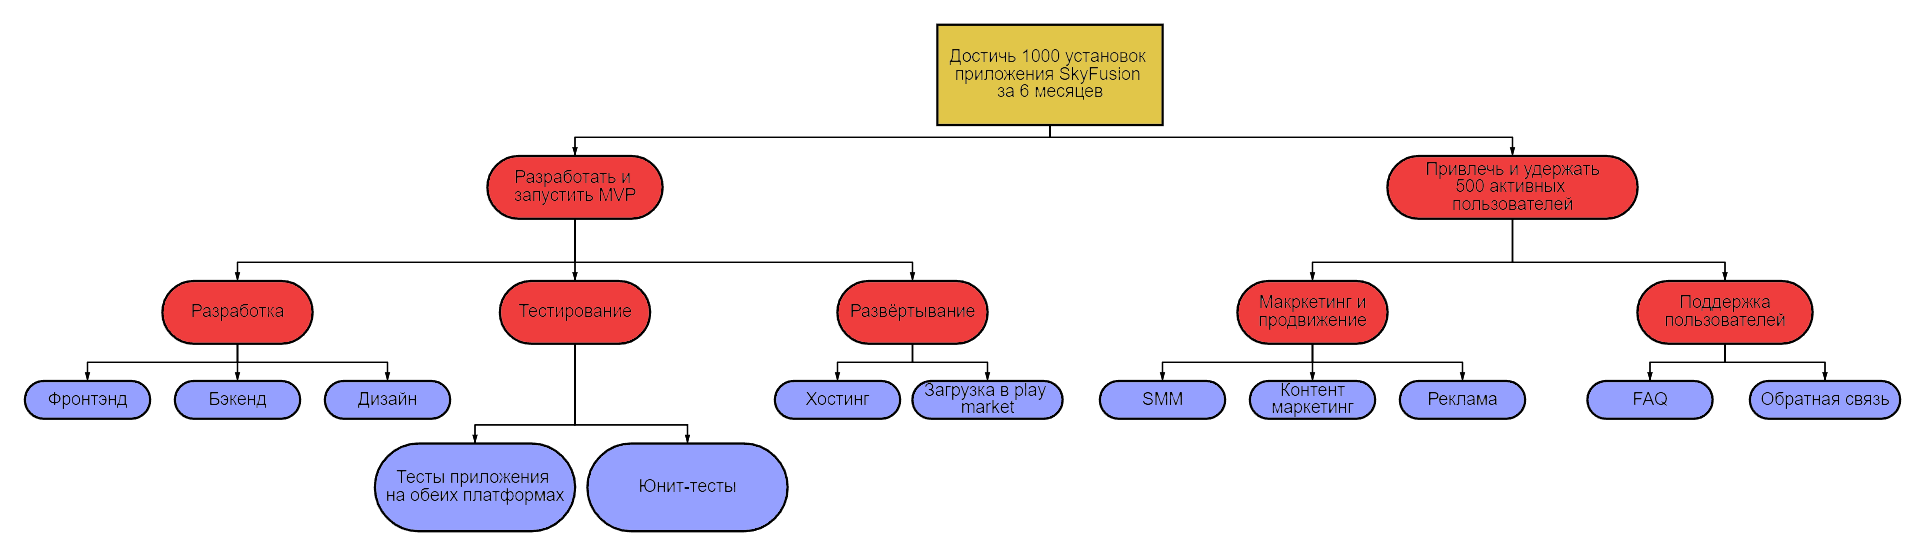 Достичь 1000 установок
приложения SkyFusion
за 6 месяцев
Разработать и
запустить MVP
Привлечь и удержать
500 активных
пользователей
Разработка
Тестирование
Развёртывание
Макркетинг и
продвижение
Поддержка
пользователей
Фронтэнд
Бэкенд
Дизайн
Хостинг
Загрузка в play
market
SMM
Контент
маркетинг
Реклама
FAQ
Обратная связь
Тесты приложения
на обеих платформах
Юнит-тесты